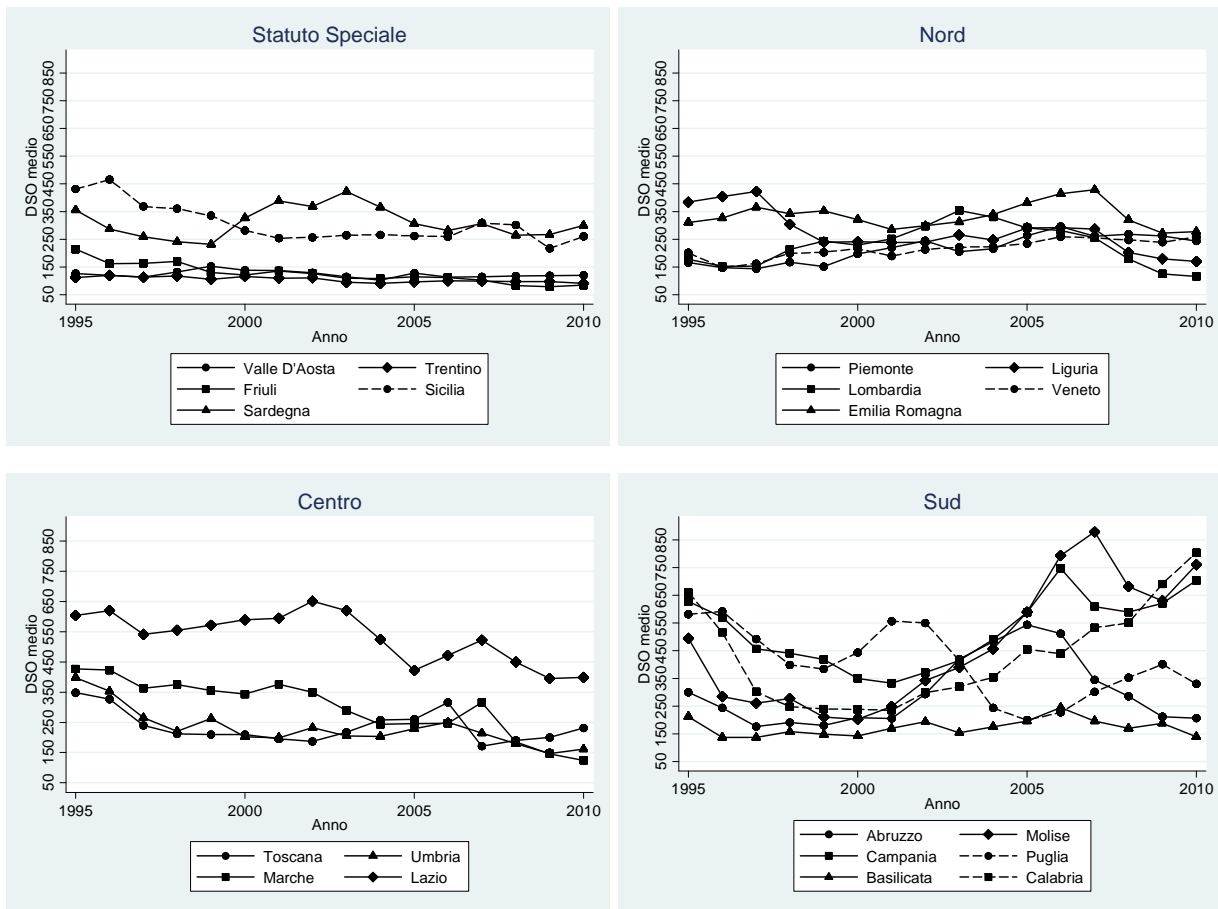 Statuto Speciale
DSO medio
50 150 250 350 450 550 650 750 850
1995 2000 2005 2010
Anno
Valle D'Aosta Trentino
Friuli Sicilia
Sardegna
Nord
DSO medio
50 150 250 350 450 550 650 750 850
1995 2000 2005 2010
Anno
Piemonte Liguria
Lombardia Veneto
Emilia Romagna
Centro
DSO medio
50 150 250 350 450 550 650 750 850
1995 2000 2005 2010
Anno
Toscana Umbria
Marche Lazio
Sud
DSO medio
50 150 250 350 450 550 650 750 850
1995 2000 2005 2010
Anno
Abruzzo Molise
Campania Puglia
Basilicata Calabria